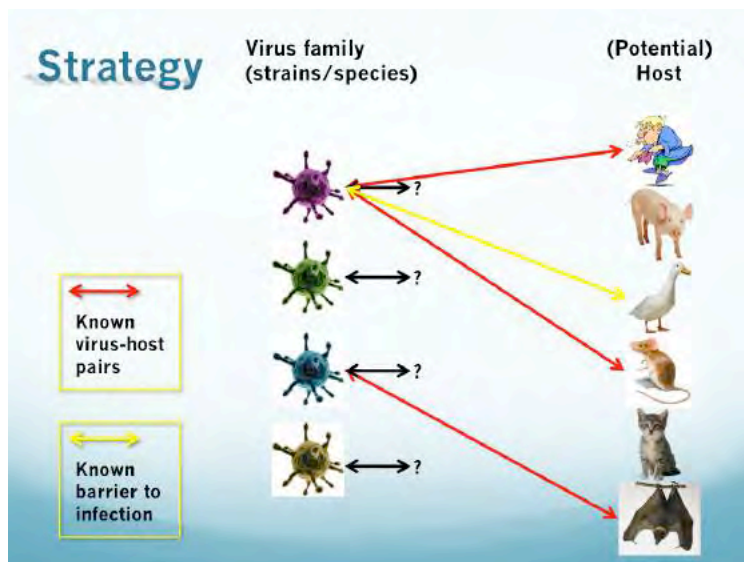 Strategy
Virus family
(strains/species)
(Potential)
Host
?
?
?
?
Known
virus-host
pairs
Known
barrier to
infection